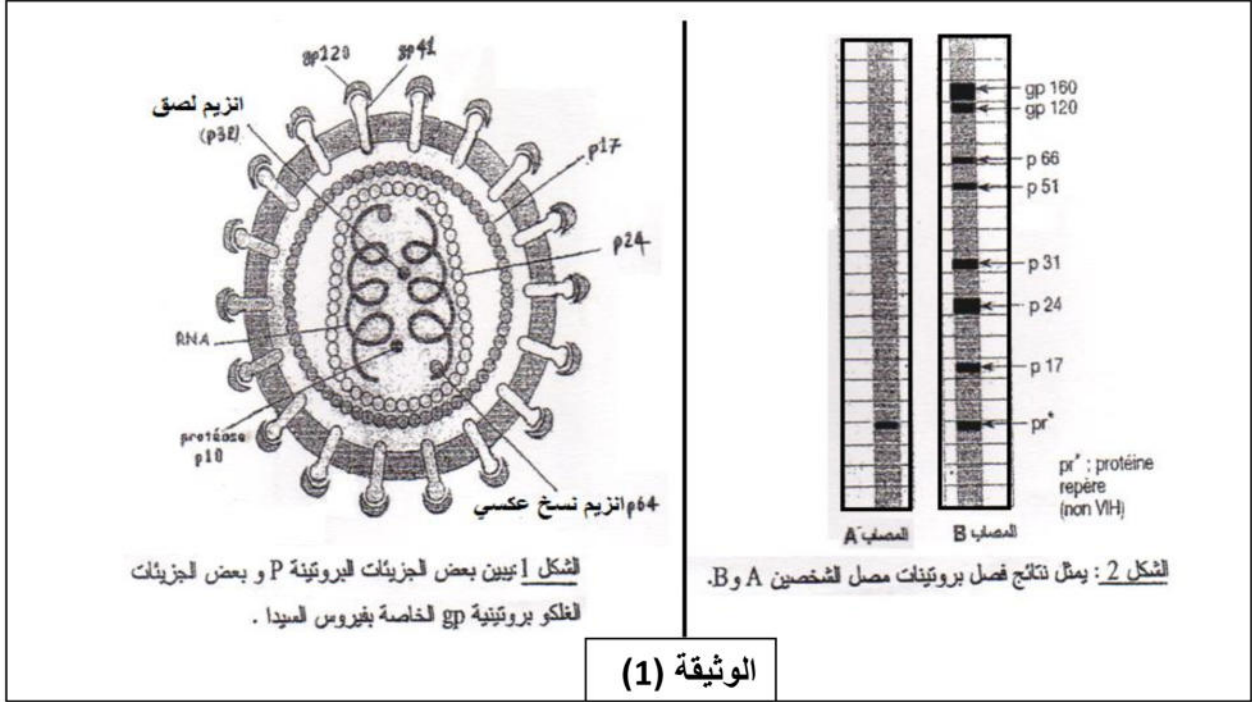 gp120
gp41
انزيم لصق
(p32)
p17
p24
RNA
protéase
p10
انزيم نسخ عكسي p64
الشكل 1: يبين بعض الجزيئات البروتينة P و بعض الجزيئات
الغلكو بروتينية gp الخاصة بفيروس السيدا .
gp 160
gp 120
p 66
p 51
p 31
p 24
p 17
pr*
pr* : protéine
repère
(non VIH)
المصاب A
المصاب B
الشكل 2 : يمثل نتائج فصل بروتينات مصل الشخصين A و B.
الوثيقة (1)